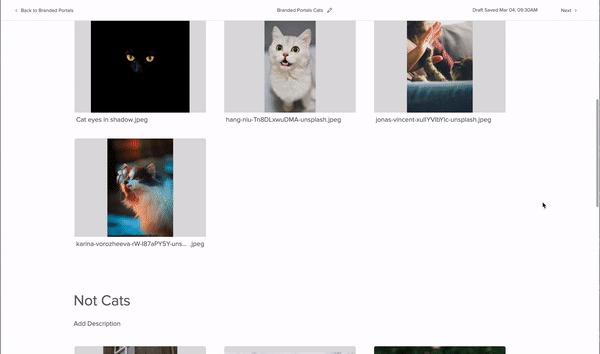 Back to Branded Portals
Branded Portals Cats
Draft Saved Mar 04, 09:30AM
Next
Cat eyes in shadow.jpeg
hang-niu-Tn8DLxwuDMA-unsplash.jpeg
jonas-vincent-xulIYVIbYIc-unsplash.jpeg
karina-vorozheeva-rW-I87aPY5Y-uns... .jpeg
Not Cats
Add Description